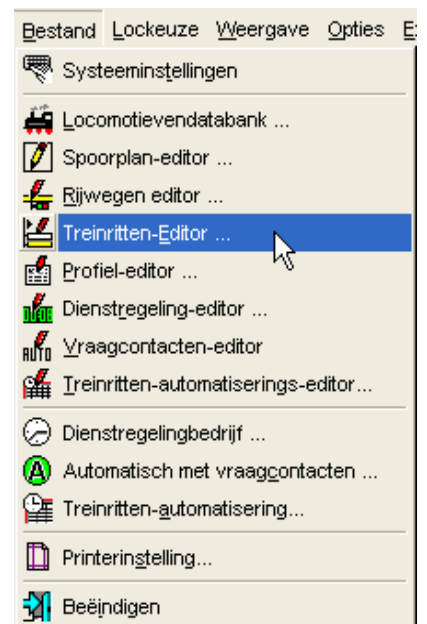 Bestand Lockeuze Weergave Opties
Systeeminstellingen
Locomotievendatabank ...
Spoorplan-editor ...
Rijwegen editor ...
Treinritten-Editor ...
Profiel-editor ...
Dienstregeling-editor ...
AUTO Vraagcontacten-editor
Treinritten-automatiserings-editor...
Dienstregelingbedrijf ...
A Automatisch met vraagcontacten ...
Treinritten-automatisering...
Printerinstelling...
Beëindigen